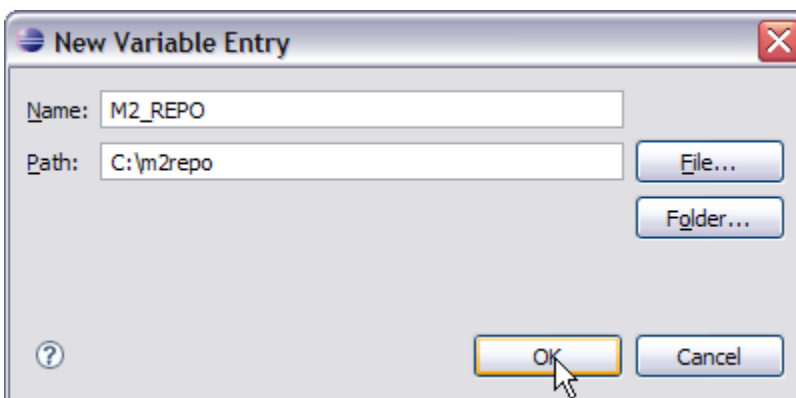 New Variable Entry
Name: M2_REPO
Path: C:\m2repo File...
Folder...
OK Cancel